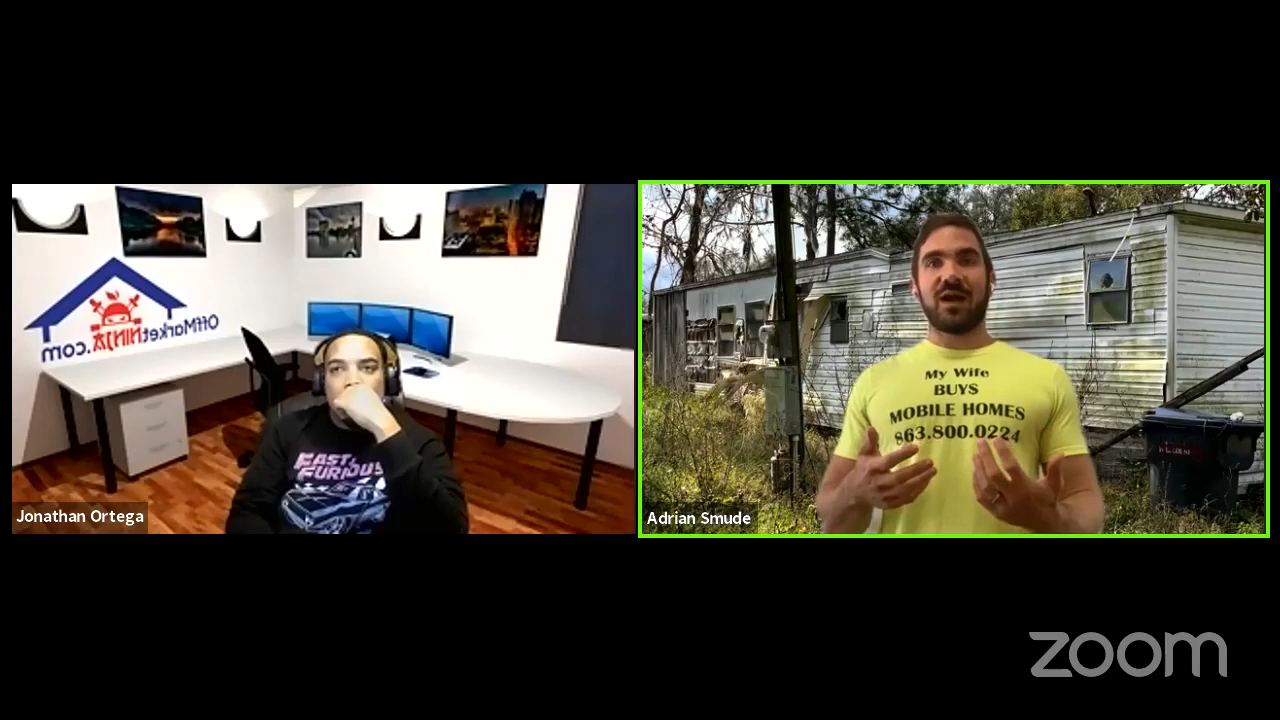 OffMarketNINJA.com
FAST&
FURIOUS
Jonathan Ortega
My Wife
BUYS
MOBILE HOMES
863.800.0224
Adrian Smude
zoom